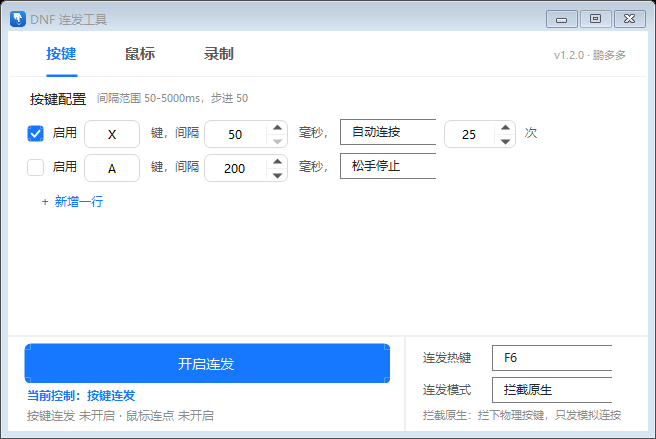 DNF 连发工具
按键 鼠标 录制 v1.2.0 · 鹏多多
按键配置 间隔范围 50-5000ms，步进 50
启用 X 键，间隔 50 毫秒， 自动连按 25 次
启用 A 键，间隔 200 毫秒， 松手停止
+ 新增一行
开启连发
当前控制：按键连发
按键连发 未开启 · 鼠标连点 未开启
连发热键 F6
连发模式 拦截原生
拦截原生：拦下物理按键，只发模拟连按